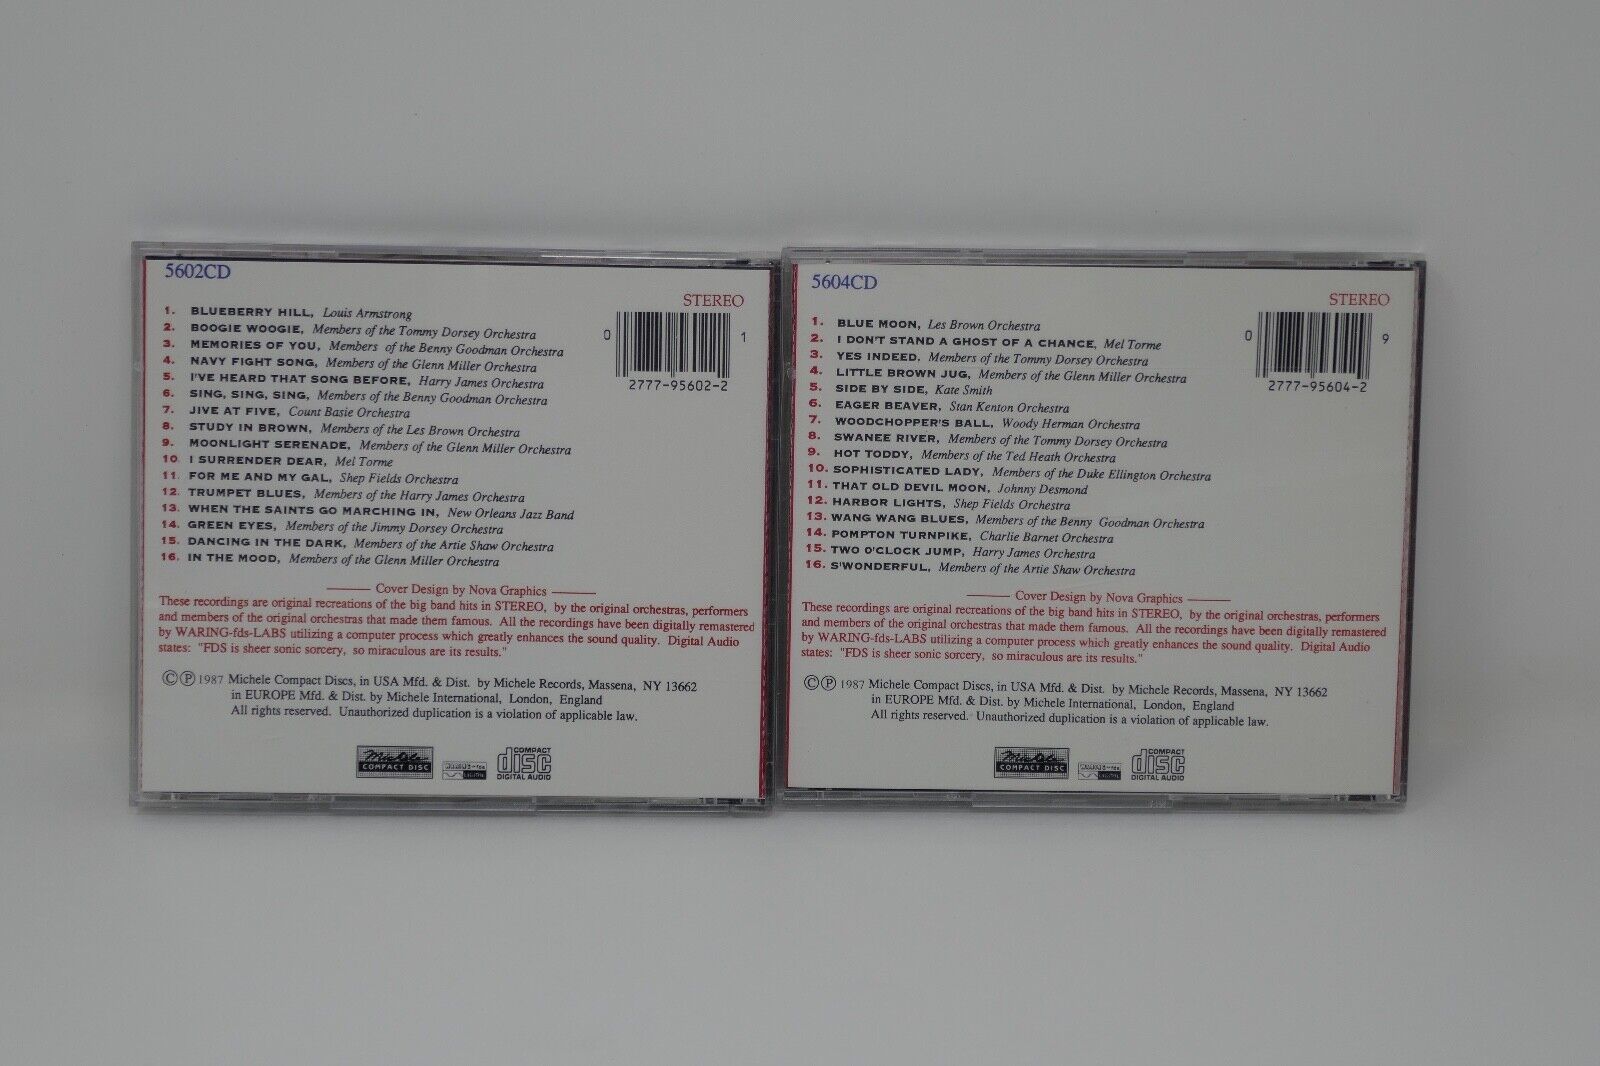 5602CD
STEREO
1. BLUEBERRY HILL, Louis Armstrong
2. BOOGIE WOOGIE, Members of the Tommy Dorsey Orchestra
3. MEMORIES OF YOU, Members of the Benny Goodman Orchestra
4. NAVY FIGHT SONG, Members of the Glenn Miller Orchestra
5. I'VE HEARD THAT SONG BEFORE, Harry James Orchestra
6. SING, SING, SING, Members of the Benny Goodman Orchestra
7. JIVE AT FIVE, Count Basie Orchestra
8. STUDY IN BROWN, Members of the Les Brown Orchestra
9. MOONLIGHT SERENADE, Members of the Glenn Miller Orchestra
10. I SURRENDER DEAR, Mel Torme
11. FOR ME AND MY GAL, Shep Fields Orchestra
12. TRUMPET BLUES, Members of the Harry James Orchestra
13. WHEN THE SAINTS GO MARCHING IN, New Orleans Jazz Band
14. GREEN EYES, Members of the Jimmy Dorsey Orchestra
15. DANCING IN THE DARK, Members of the Artie Shaw Orchestra
16. IN THE MOOD, Members of the Glenn Miller Orchestra
0 1
2777-95602-2
Cover Design by Nova Graphics
These recordings are original recreations of the big band hits in STEREO, by the original orchestras, performers
and members of the original orchestras that made them famous. All the recordings have been digitally remastered
by WARING-fds-LABS utilizing a computer process which greatly enhances the sound quality. Digital Audio
states: "FDS is sheer sonic sorcery, so miraculous are its results."
©℗ 1987 Michele Compact Discs, in USA Mfd. & Dist. by Michele Records, Massena, NY 13662
in EUROPE Mfd. & Dist. by Michele International, London, England
All rights reserved. Unauthorized duplication is a violation of applicable law.
Michele
COMPACT DISC
WARING-fds
DIGITAL
COMPACT
disc
DIGITAL AUDIO
5604CD
STEREO
1. BLUE MOON, Les Brown Orchestra
2. I DON'T STAND A GHOST OF A CHANCE, Mel Torme
3. YES INDEED. Members of the Tommy Dorsey Orchestra
4. LITTLE BROWN JUG, Members of the Glenn Miller Orchestra
5. SIDE BY SIDE, Kate Smith
6. EAGER BEAVER, Stan Kenton Orchestra
7. WOODCHOPPER'S BALL, Woody Herman Orchestra
8. SWANEE RIVER, Members of the Tommy Dorsey Orchestra
9. HOT TODDY, Members of the Ted Heath Orchestra
10. SOPHISTICATED LADY, Members of the Duke Ellington Orchestra
11. THAT OLD DEVIL MOON, Johnny Desmond
12. HARBOR LIGHTS, Shep Fields Orchestra
13. WANG WANG BLUES, Members of the Benny Goodman Orchestra
14. POMPTON TURNPIKE, Charlie Barnet Orchestra
15. TWO O'CLOCK JUMP, Harry James Orchestra
16. S'WONDERFUL, Members of the Artie Shaw Orchestra
0 9
2777-95604-2
Cover Design by Nova Graphics
These recordings are original recreations of the big band hits in STEREO, by the original orchestras, performers
and members of the original orchestras that made them famous. All the recordings have been digitally remastered
by WARING-fds-LABS utilizing a computer process which greatly enhances the sound quality. Digital Audio
states: "FDS is sheer sonic sorcery, so miraculous are its results."
©℗ 1987 Michele Compact Discs, in USA Mfd. & Dist. by Michele Records, Massena, NY 13662
in EUROPE Mfd. & Dist. by Michele International, London, England
All rights reserved. Unauthorized duplication is a violation of applicable law.
Michele
COMPACT DISC
WARING-fds
DIGITAL
COMPACT
disc
DIGITAL AUDIO